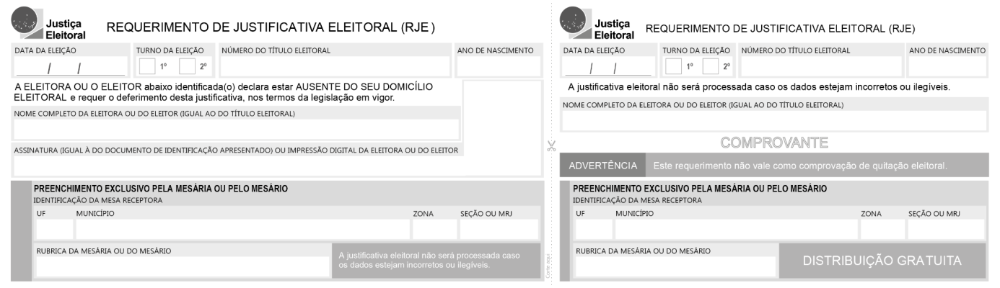 Justiça
Eleitoral
REQUERIMENTO DE JUSTIFICATIVA ELEITORAL (RJE )
DATA DA ELEIÇÃO
TURNO DA ELEIÇÃO
NÚMERO DO TÍTULO ELEITORAL
ANO DE NASCIMENTO
/ /
1º
2º
A ELEITORA OU O ELEITOR abaixo identificada(o) declara estar AUSENTE DO SEU DOMICÍLIO
ELEITORAL e requer o deferimento desta justificativa, nos termos da legislação em vigor.
NOME COMPLETO DA ELEITORA OU DO ELEITOR (IGUAL AO DO TÍTULO ELEITORAL)
ASSINATURA (IGUAL À DO DOCUMENTO DE IDENTIFICAÇÃO APRESENTADO) OU IMPRESSÃO DIGITAL DA ELEITORA OU DO ELEITOR
PREENCHIMENTO EXCLUSIVO PELA MESÁRIA OU PELO MESÁRIO
IDENTIFICAÇÃO DA MESA RECEPTORA
UF
MUNICÍPIO
ZONA
SEÇÃO OU MRJ
RUBRICA DA MESÁRIA OU DO MESÁRIO
A justificativa eleitoral não será processada caso
os dados estejam incorretos ou ilegíveis.
Corte aqui
Justiça
Eleitoral
REQUERIMENTO DE JUSTIFICATIVA ELEITORAL (RJE)
DATA DA ELEIÇÃO
TURNO DA ELEIÇÃO
NÚMERO DO TÍTULO ELEITORAL
ANO DE NASCIMENTO
/ /
1º
2º
A justificativa eleitoral não será processada caso os dados estejam incorretos ou ilegíveis.
NOME COMPLETO DA ELEITORA OU DO ELEITOR (IGUAL AO DO TÍTULO ELEITORAL)
COMPROVANTE
ADVERTÊNCIA
Este requerimento não vale como comprovação de quitação eleitoral.
PREENCHIMENTO EXCLUSIVO PELA MESÁRIA OU PELO MESÁRIO
IDENTIFICAÇÃO DA MESA RECEPTORA
UF
MUNICÍPIO
ZONA
SEÇÃO OU MRJ
RUBRICA DA MESÁRIA OU DO MESÁRIO
DISTRIBUIÇÃO GRATUITA